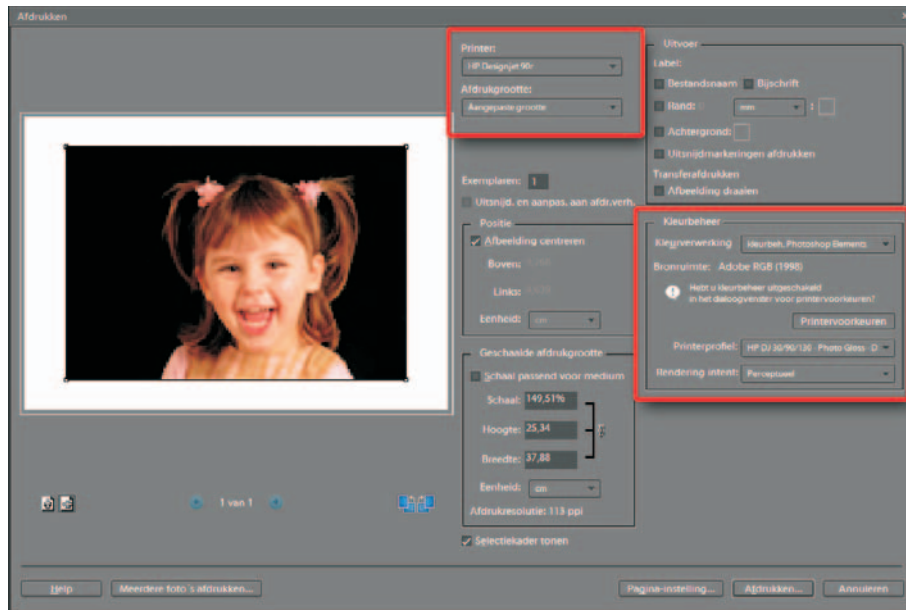 Afdrukken
Printer:
HP Designjet 90r
Afdrukgrootte:
Aangepaste grootte
Exemplaren: 1
Uitsnijd. en aanpas. aan afdr.verh.
Positie
Afbeelding centreren
Boven:
Links:
Eenheid: cm
Geschaalde afdrukgrootte
Schaal passend voor medium
Schaal: 149,51%
Hoogte: 25,34
Breedte: 37,88
Eenheid: cm
Afdrukresolutie: 113 ppi
Selectiekader tonen
Uitvoer
Label:
Bestandsnaam Bijschrift
Rand: mm :
Achtergrond:
Uitsnijdmarkeringen afdrukken
Transferafdrukken
Afbeelding draaien
Kleurbeheer
Kleurverwerking kleurbeh. Photoshop Elements
Bronruimte: Adobe RGB (1998)
Hebt u kleurbeheer uitgeschakeld
in het dialoogvenster voor printervoorkeuren?
Printervoorkeuren
Printerprofiel: HP DJ 30/90/130 - Photo Gloss - D
Rendering intent: Perceptueel
1 van 1
Help Meerdere foto's afdrukken... Pagina-instelling... Afdrukken... Annuleren